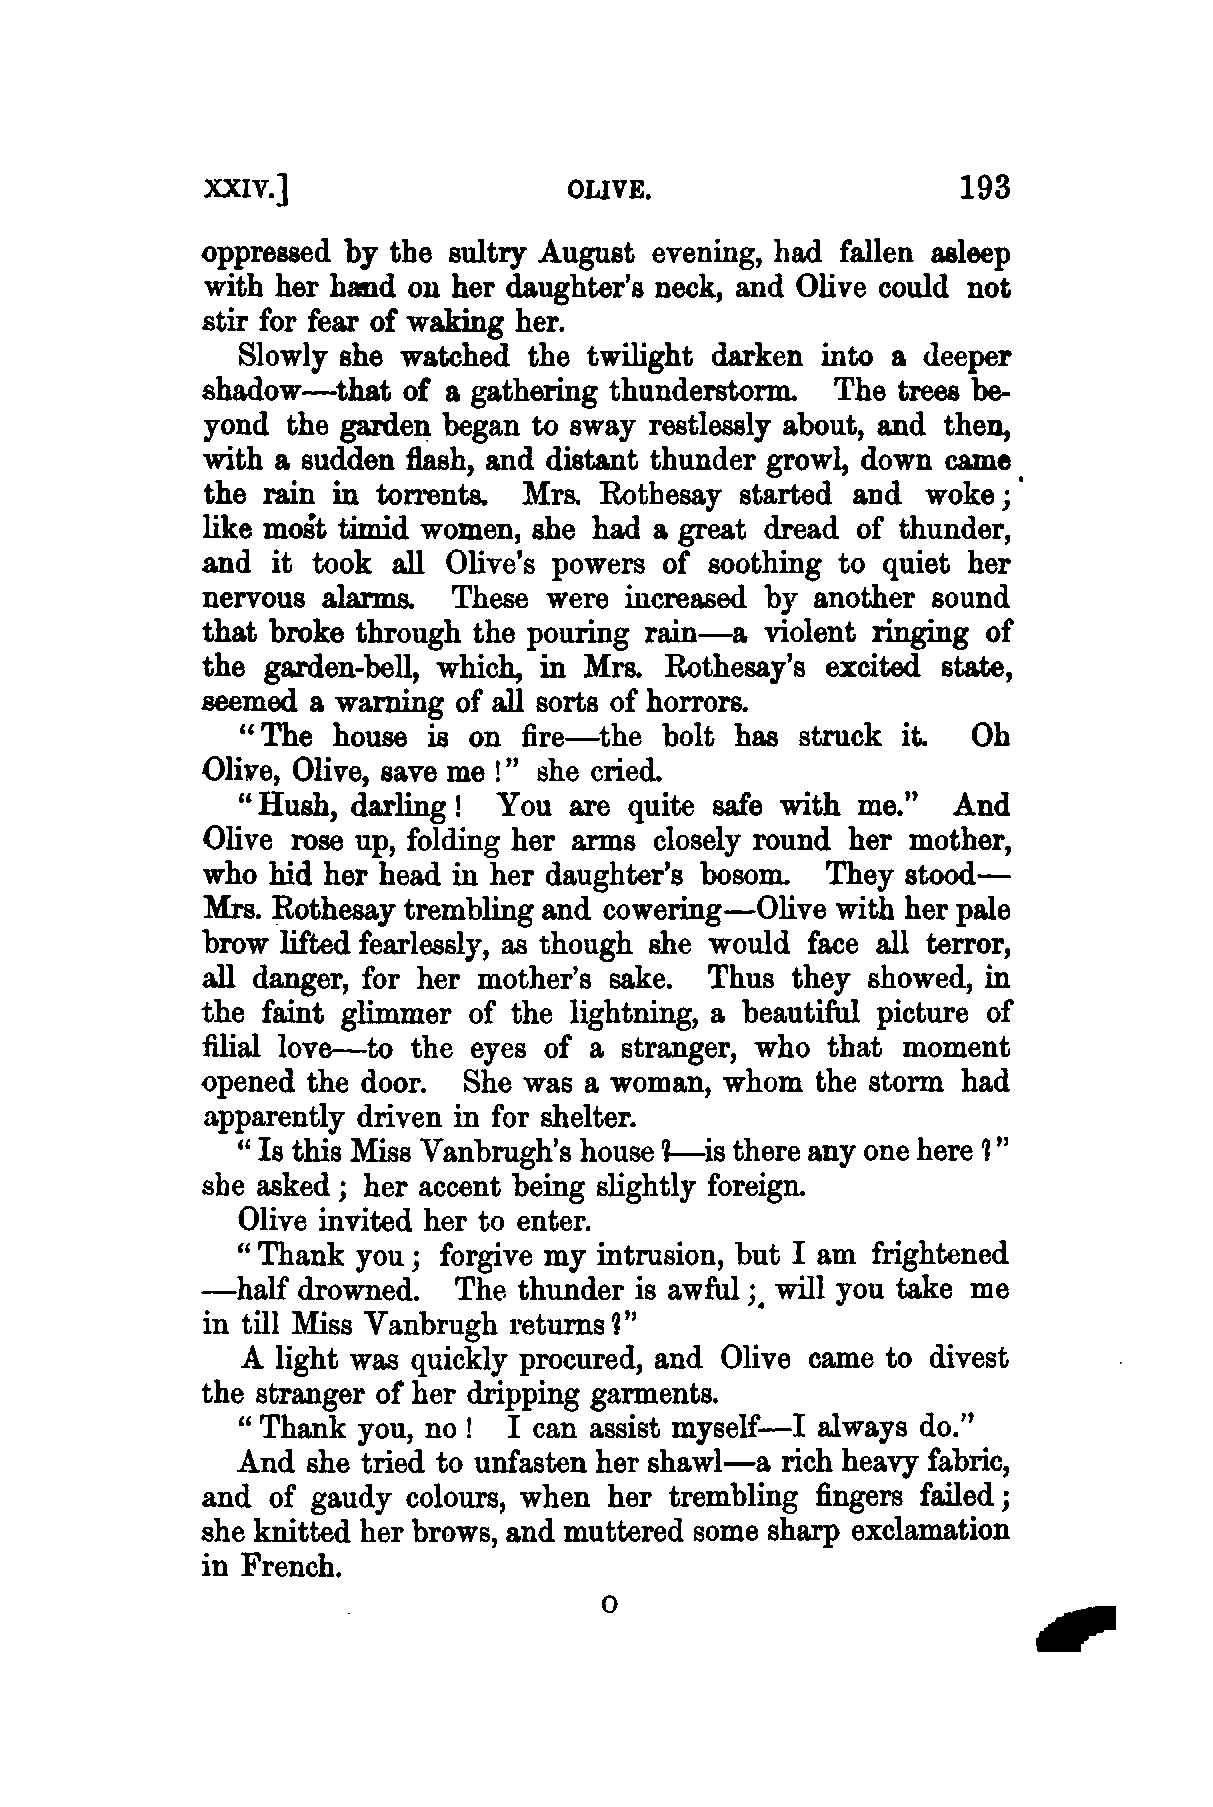 XXIV.] OLIVE. 193
oppressed by the sultry August evening, had fallen asleep
with her hand on her daughter's neck, and Olive could not
stir for fear of waking her.
Slowly she watched the twilight darken into a deeper
shadow—that of a gathering thunderstorm. The trees be-
yond the garden began to sway restlessly about, and then,
with a sudden flash, and distant thunder growl, down came
the rain in torrents. Mrs. Rothesay started and woke;
like most timid women, she had a great dread of thunder,
and it took all Olive's powers of soothing to quiet her
nervous alarms. These were increased by another sound
that broke through the pouring rain—a violent ringing of
the garden-bell, which, in Mrs. Rothesay's excited state,
seemed a warning of all sorts of horrors.
"The house is on fire—the bolt has struck it. Oh
Olive, Olive, save me!" she cried.
"Hush, darling! You are quite safe with me." And
Olive rose up, folding her arms closely round her mother,
who hid her head in her daughter's bosom. They stood—
Mrs. Rothesay trembling and cowering—Olive with her pale
brow lifted fearlessly, as though she would face all terror,
all danger, for her mother's sake. Thus they showed, in
the faint glimmer of the lightning, a beautiful picture of
filial love—to the eyes of a stranger, who that moment
opened the door. She was a woman, whom the storm had
apparently driven in for shelter.
"Is this Miss Vanbrugh's house?—is there any one here?"
she asked; her accent being slightly foreign.
Olive invited her to enter.
"Thank you; forgive my intrusion, but I am frightened
—half drowned. The thunder is awful; will you take me
in till Miss Vanbrugh returns?"
A light was quickly procured, and Olive came to divest
the stranger of her dripping garments.
"Thank you, no! I can assist myself—I always do."
And she tried to unfasten her shawl—a rich heavy fabric,
and of gaudy colours, when her trembling fingers failed;
she knitted her brows, and muttered some sharp exclamation
in French.
O